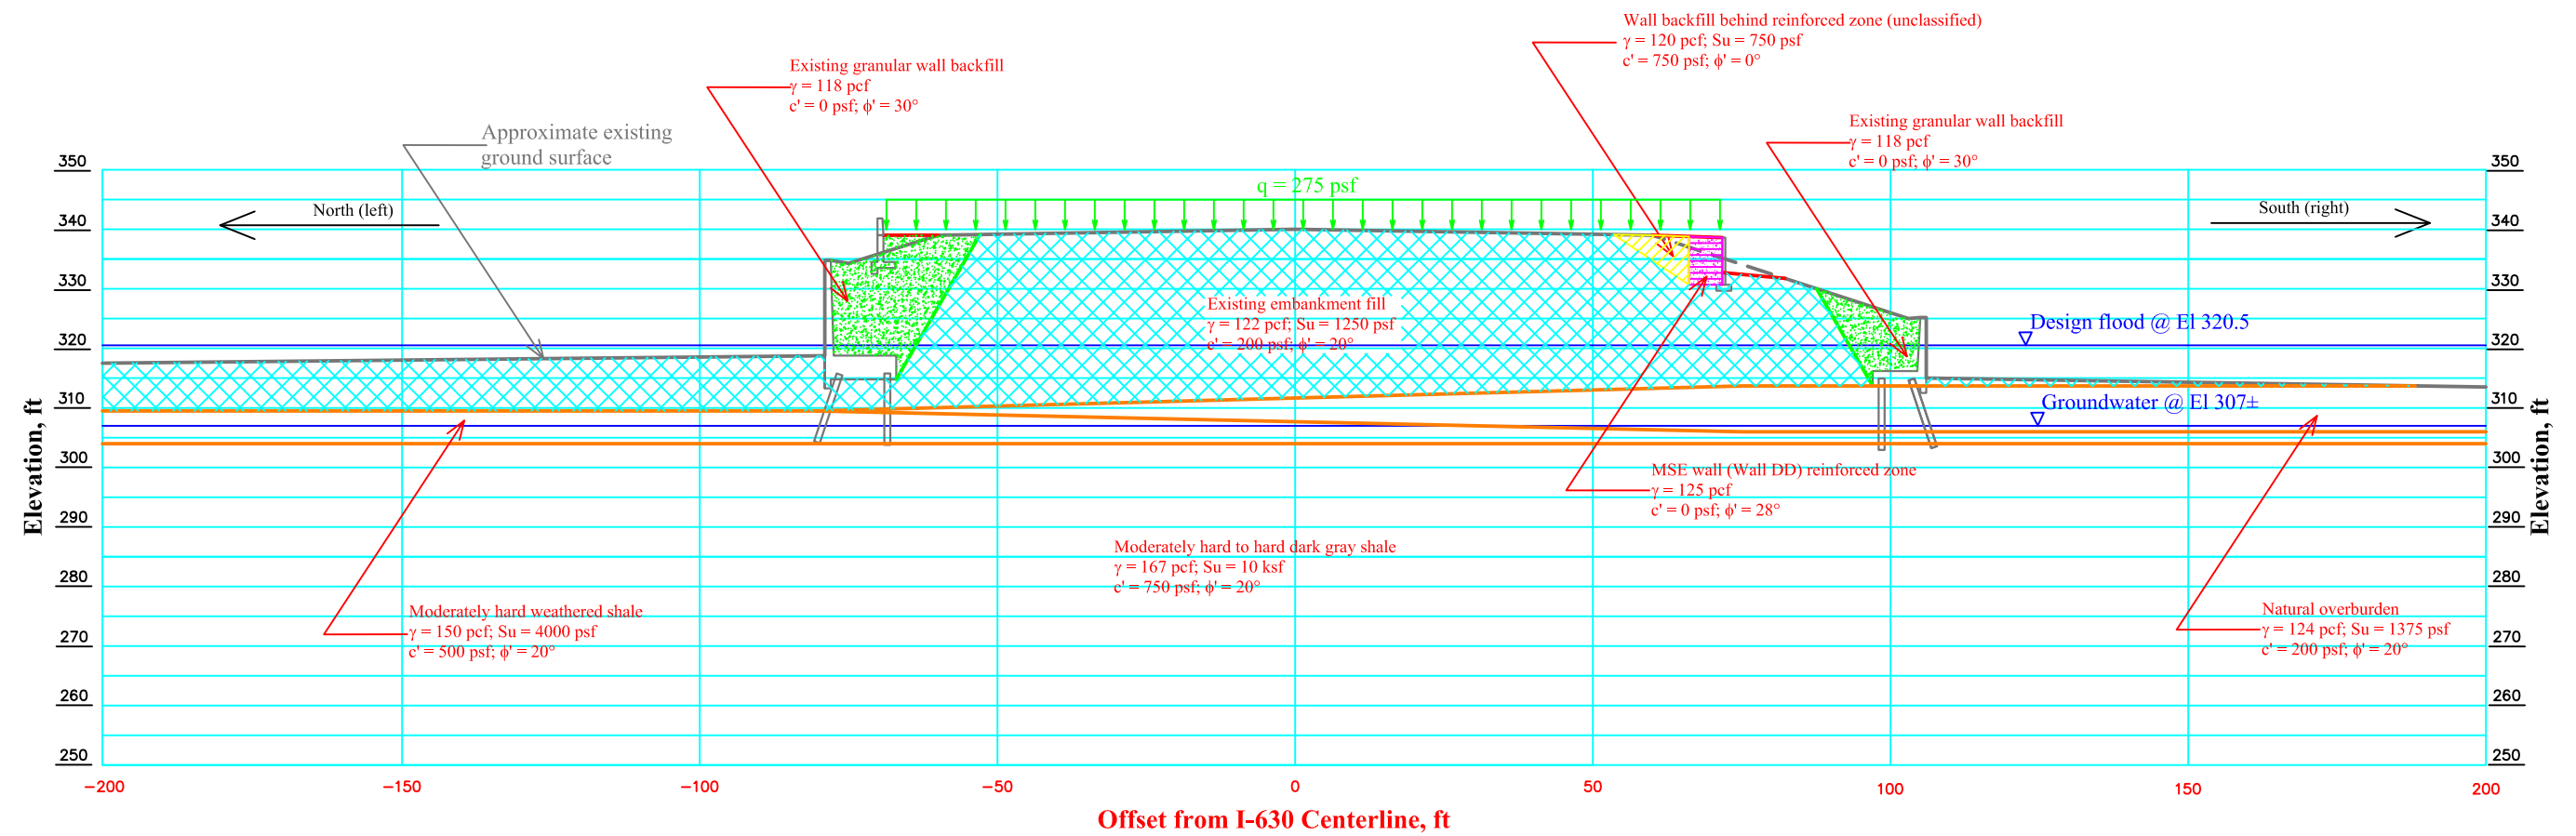 Wall backfill behind reinforced zone (unclassified)
γ = 120 pcf; Su = 750 psf
c' = 750 psf; ϕ' = 0°
Existing granular wall backfill
γ = 118 pcf
c' = 0 psf; ϕ' = 30°
Existing granular wall backfill
γ = 118 pcf
c' = 0 psf; ϕ' = 30°
Approximate existing
ground surface
q = 275 psf
North (left)
South (right)
Existing embankment fill
γ = 122 pcf; Su = 1250 psf
c' = 200 psf; ϕ' = 20°
Design flood @ El 320.5
Groundwater @ El 307±
MSE wall (Wall DD) reinforced zone
γ = 125 pcf
c' = 0 psf; ϕ' = 28°
Moderately hard to hard dark gray shale
γ = 167 pcf; Su = 10 ksf
c' = 750 psf; ϕ' = 20°
Moderately hard weathered shale
γ = 150 pcf; Su = 4000 psf
c' = 500 psf; ϕ' = 20°
Natural overburden
γ = 124 pcf; Su = 1375 psf
c' = 200 psf; ϕ' = 20°
Elevation, ft
350
340
330
320
310
300
290
280
270
260
250
350
340
330
320
310
300
290
280
270
260
250
Elevation, ft
-200 -150 -100 -50 0 50 100 150 200
Offset from I-630 Centerline, ft